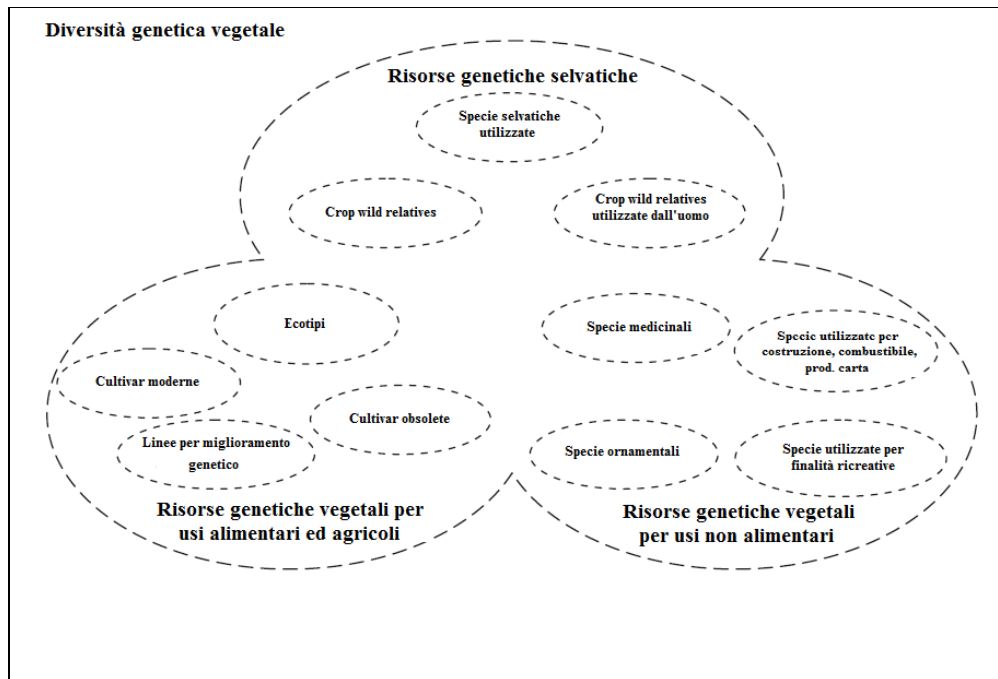 Diversità genetica vegetale
Risorse genetiche selvatiche
Specie selvatiche
utilizzate
Crop wild relatives
Crop wild relatives
utilizzate dall'uomo
Ecotipi
Cultivar moderne
Cultivar obsolete
Linee per miglioramento
genetico
Risorse genetiche vegetali per
usi alimentari ed agricoli
Specie medicinali
Specie utilizzate per
costruzione, combustibile,
prod. carta
Specie ornamentali
Specie utilizzate per
finalità ricreative
Risorse genetiche vegetali
per usi non alimentari